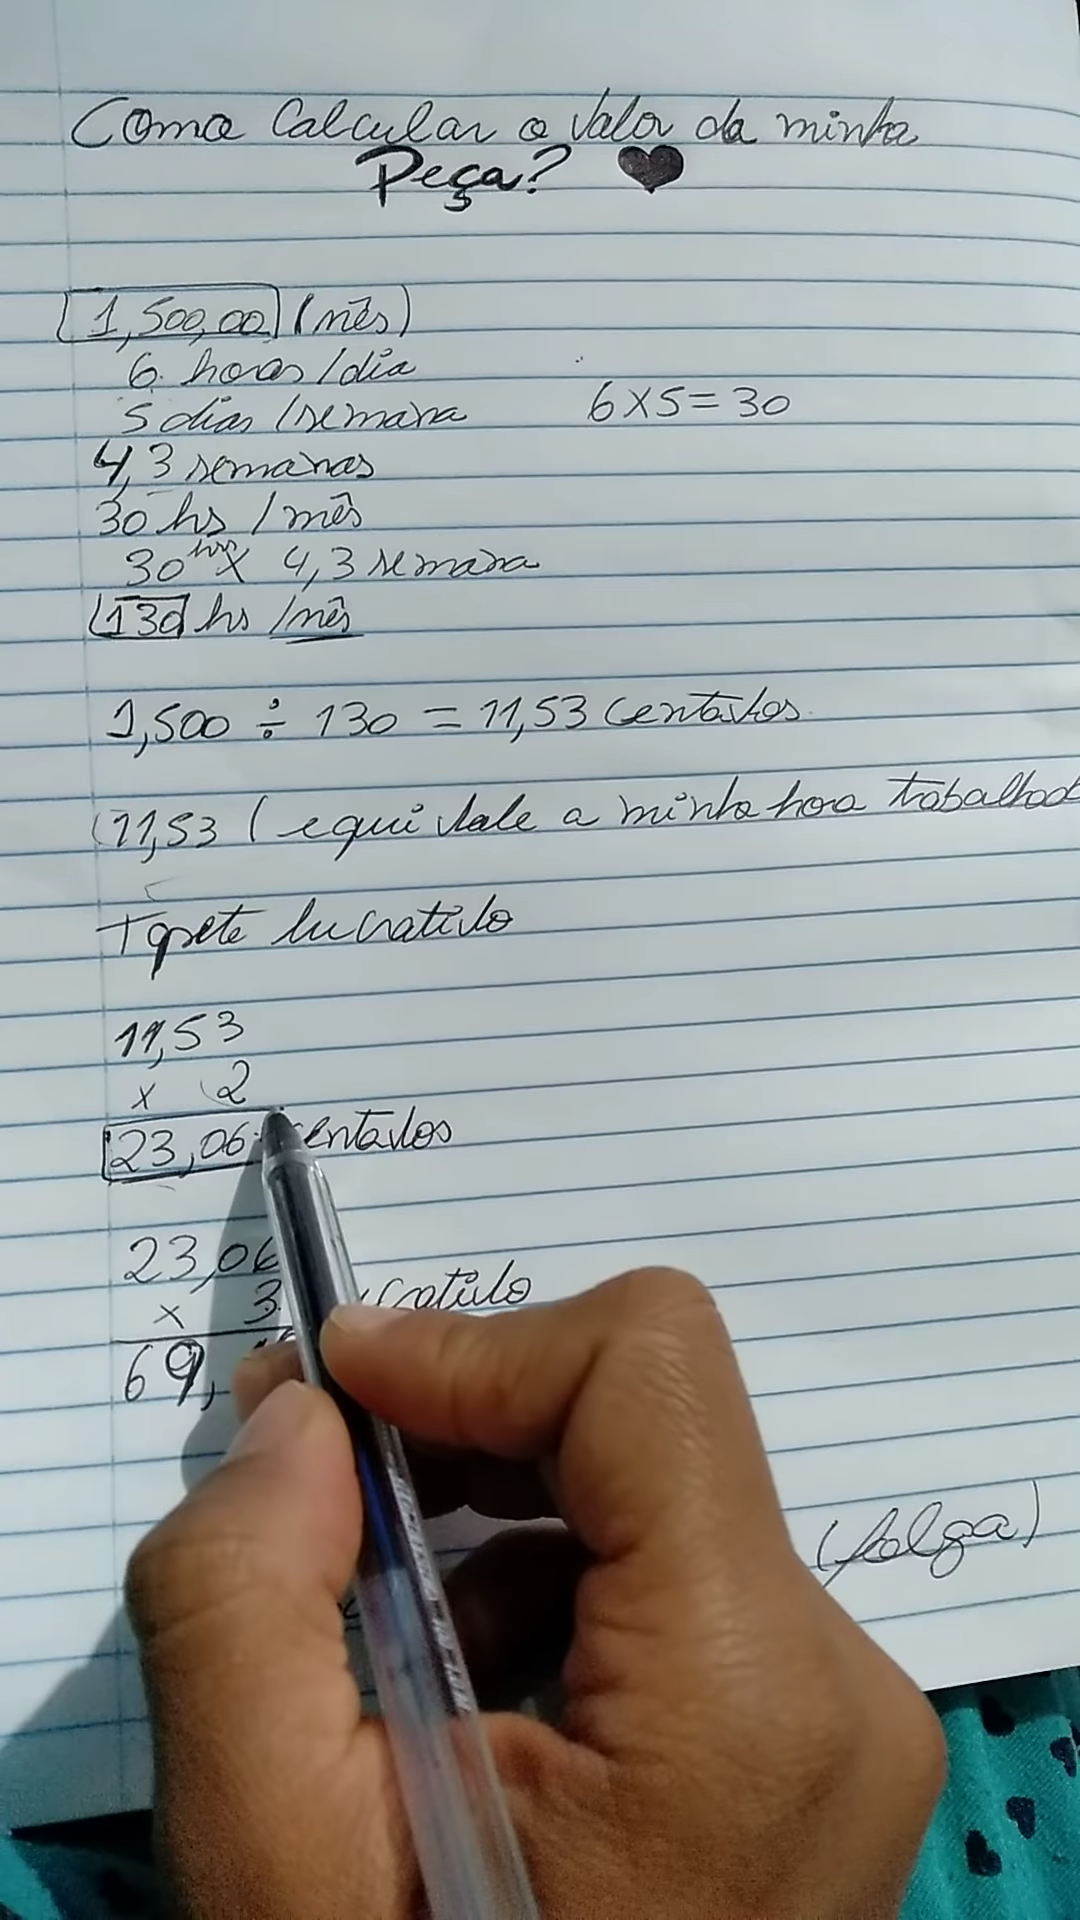 Como Calcular o valor da minha
Peça? ♥
1,500,00 (mês)
6 horas/dia
5 dias/semana 6x5=30
4,3 semanas
30 hs/mês
30 hrs x 4,3 semana
130 hs/mês
1,500 ÷ 130 = 11,53 centavos
11,53 (equivale a minha hora trabalhad
Tapete lucrativo
11,53
x 2
23,06 centavos
23,06
x 3
69,
(folga)